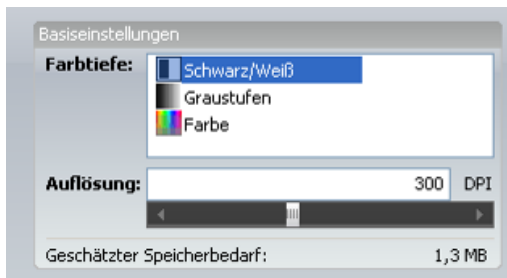 Basiseinstellungen
Farbtiefe: Schwarz/Weiß
Graustufen
Farbe
Auflösung: 300 DPI
Geschätzter Speicherbedarf: 1,3 MB